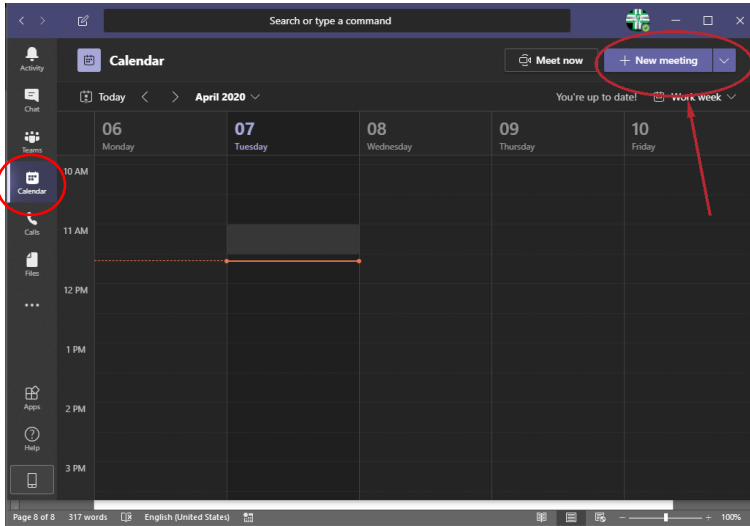 Search or type a command
Activity
Calendar
Meet now
+ New meeting
Chat
Today
April 2020
You're up to date!
Work week
Teams
06
Monday
07
Tuesday
08
Wednesday
09
Thursday
10
Friday
Calendar
10 AM
Calls
11 AM
Files
12 PM
1 PM
Apps
2 PM
Help
3 PM
Page 8 of 8 317 words English (United States) 100%